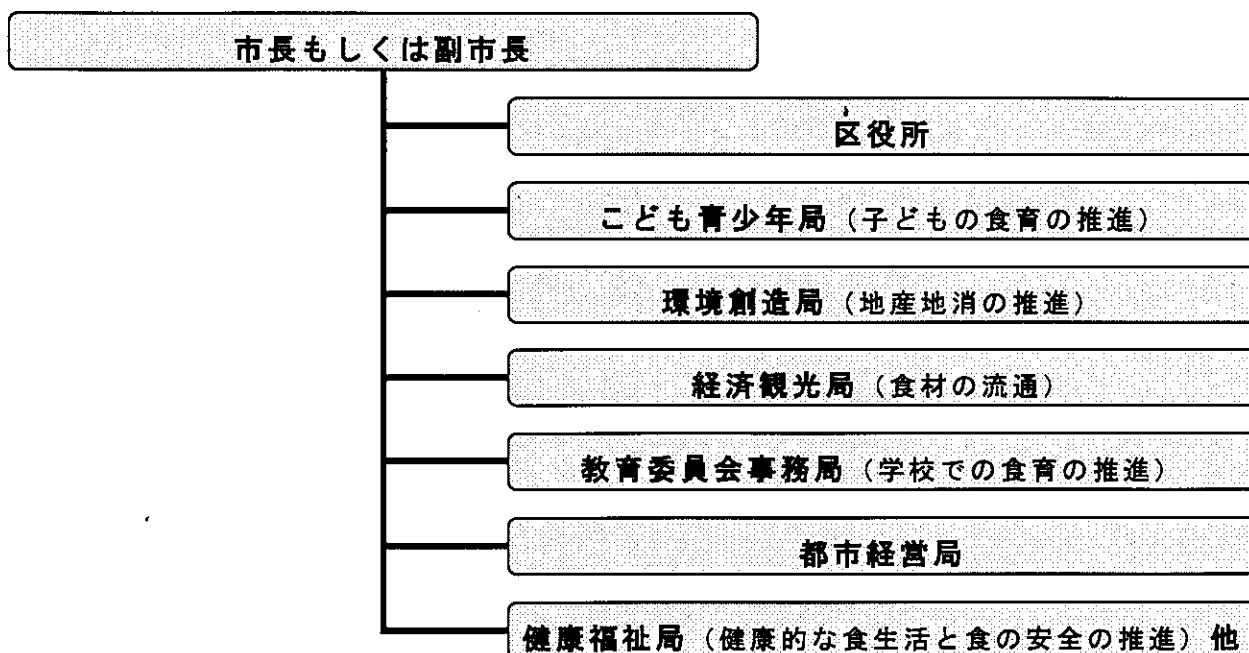 市長もしくは副市長
区役所
こども青少年局（子どもの食育の推進）
環境創造局（地産地消の推進）
経済観光局（食材の流通）
教育委員会事務局（学校での食育の推進）
都市経営局
健康福祉局（健康的な食生活と食の安全の推進）他